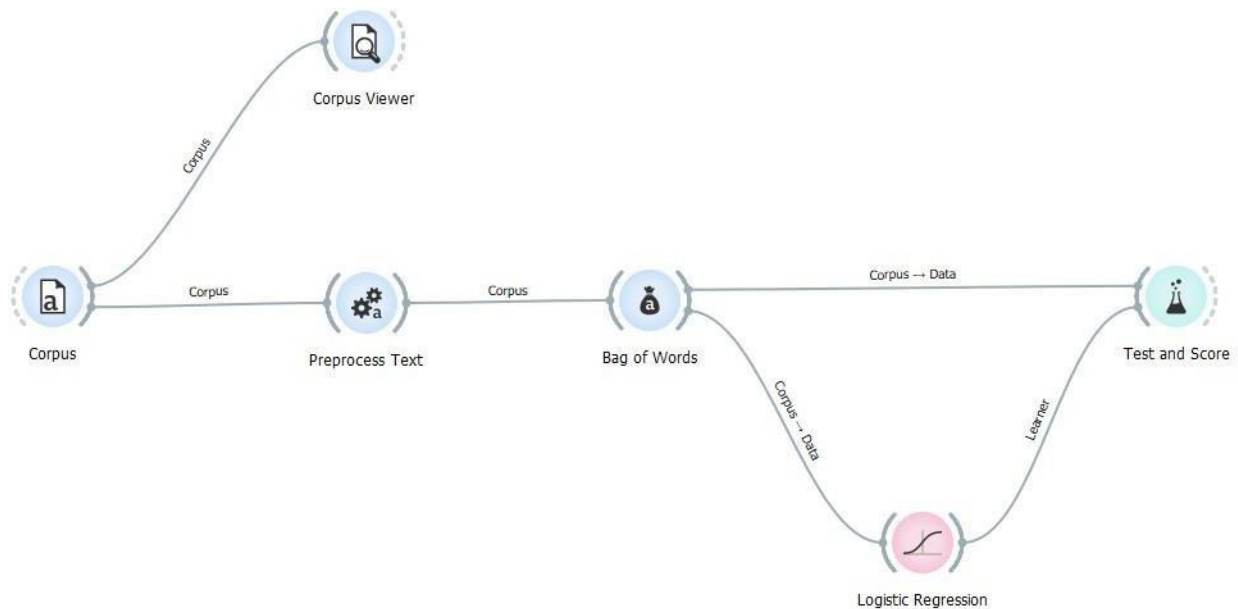 Corpus Viewer
Corpus
a
Corpus
Corpus
a
Preprocess Text
Corpus
a
Bag of Words
Corpus → Data
Test and Score
Corpus → Data
Learner
Logistic Regression